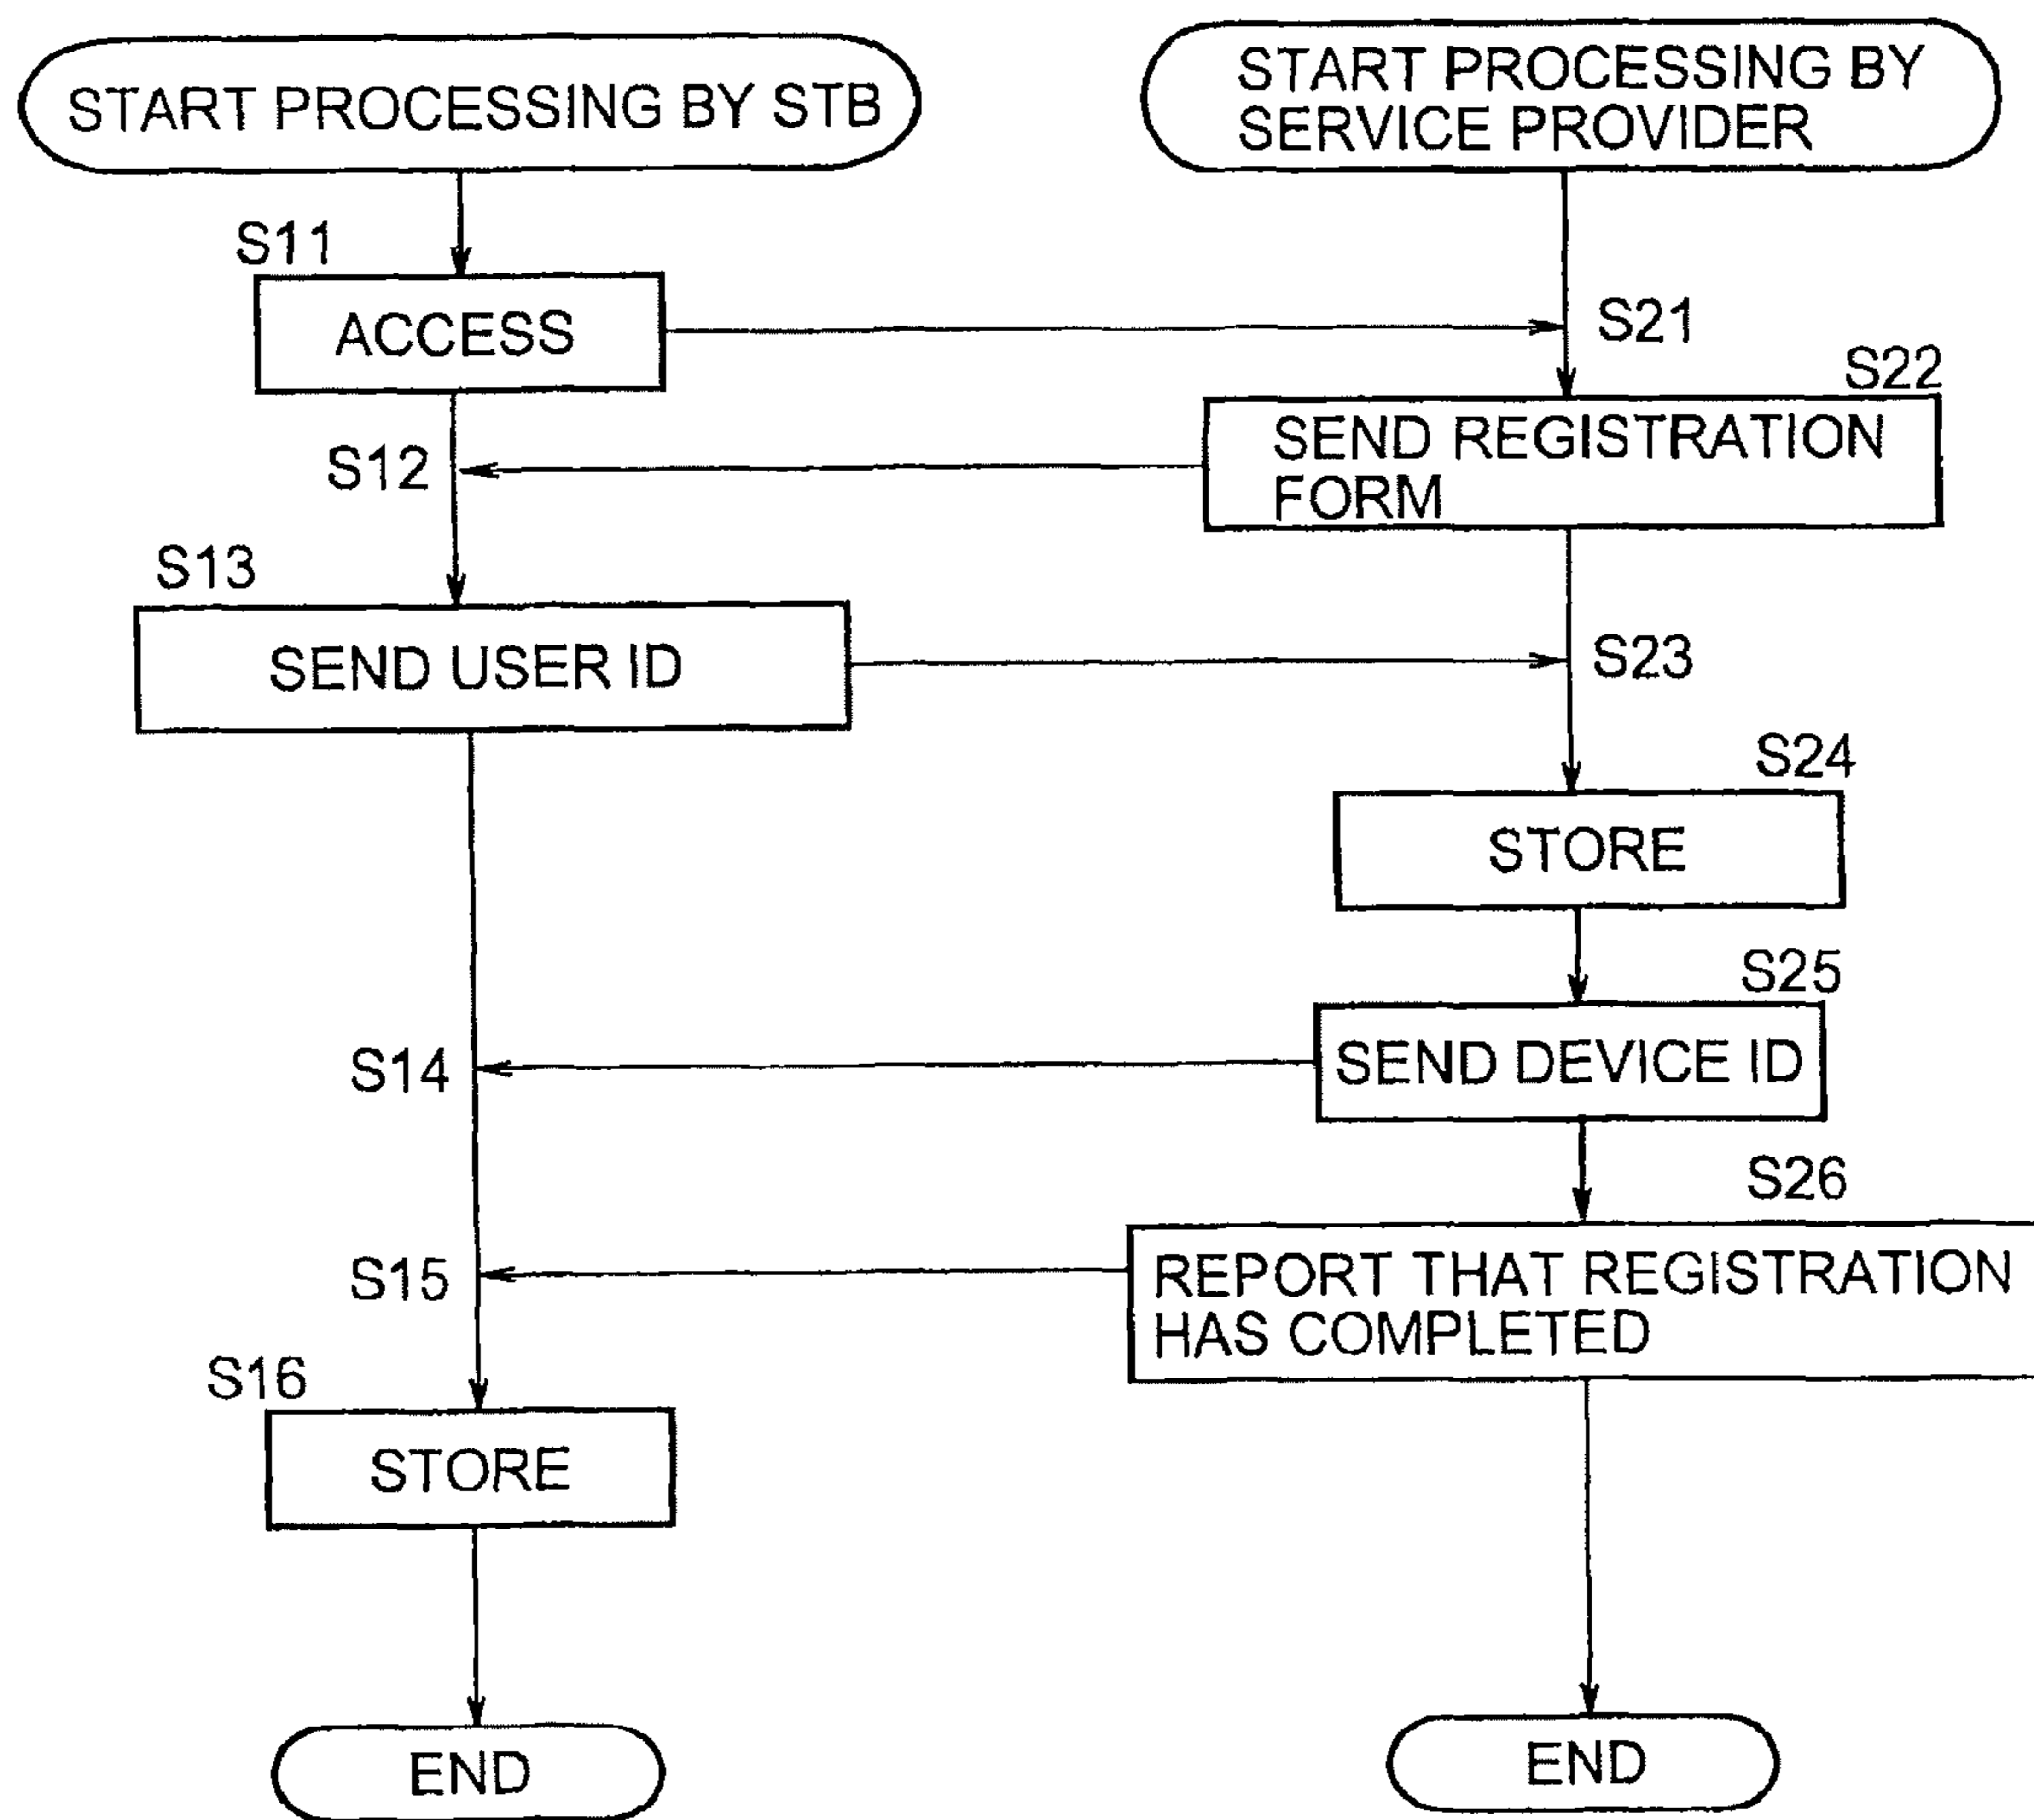 START PROCESSING BY STB
START PROCESSING BY
SERVICE PROVIDER
S11
ACCESS
S21
S22
SEND REGISTRATION
FORM
S12
S13
SEND USER ID
S23
S24
STORE
S25
SEND DEVICE ID
S14
S26
REPORT THAT REGISTRATION
HAS COMPLETED
S15
S16
STORE
END
END